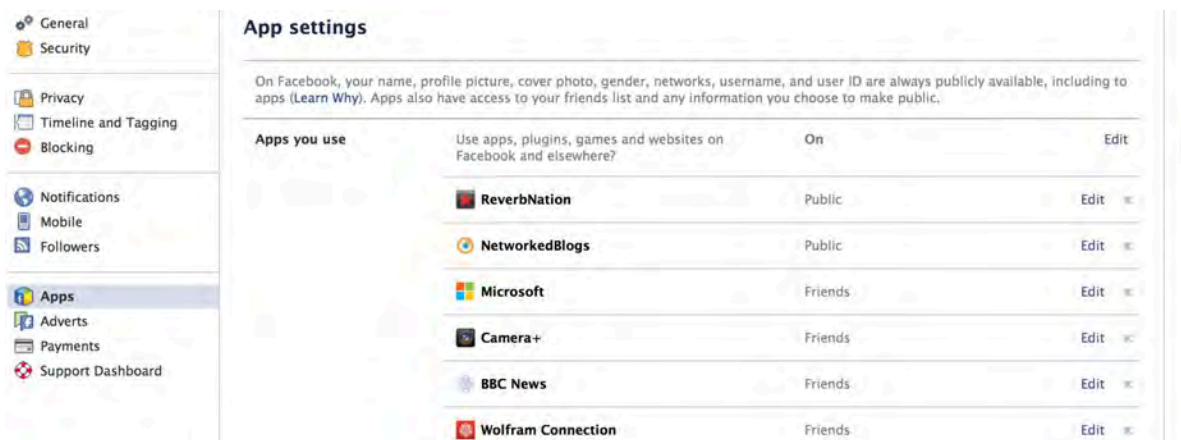 General
Security
Privacy
Timeline and Tagging
Blocking
Notifications
Mobile
Followers
Apps
Adverts
Payments
Support Dashboard
App settings
On Facebook, your name, profile picture, cover photo, gender, networks, username, and user ID are always publicly available, including to
apps (Learn Why). Apps also have access to your friends list and any information you choose to make public.
Apps you use Use apps, plugins, games and websites on On Edit
Facebook and elsewhere?
ReverbNation Public Edit
NetworkedBlogs Public Edit
Microsoft Friends Edit
Camera+ Friends Edit
BBC News Friends Edit
Wolfram Connection Friends Edit